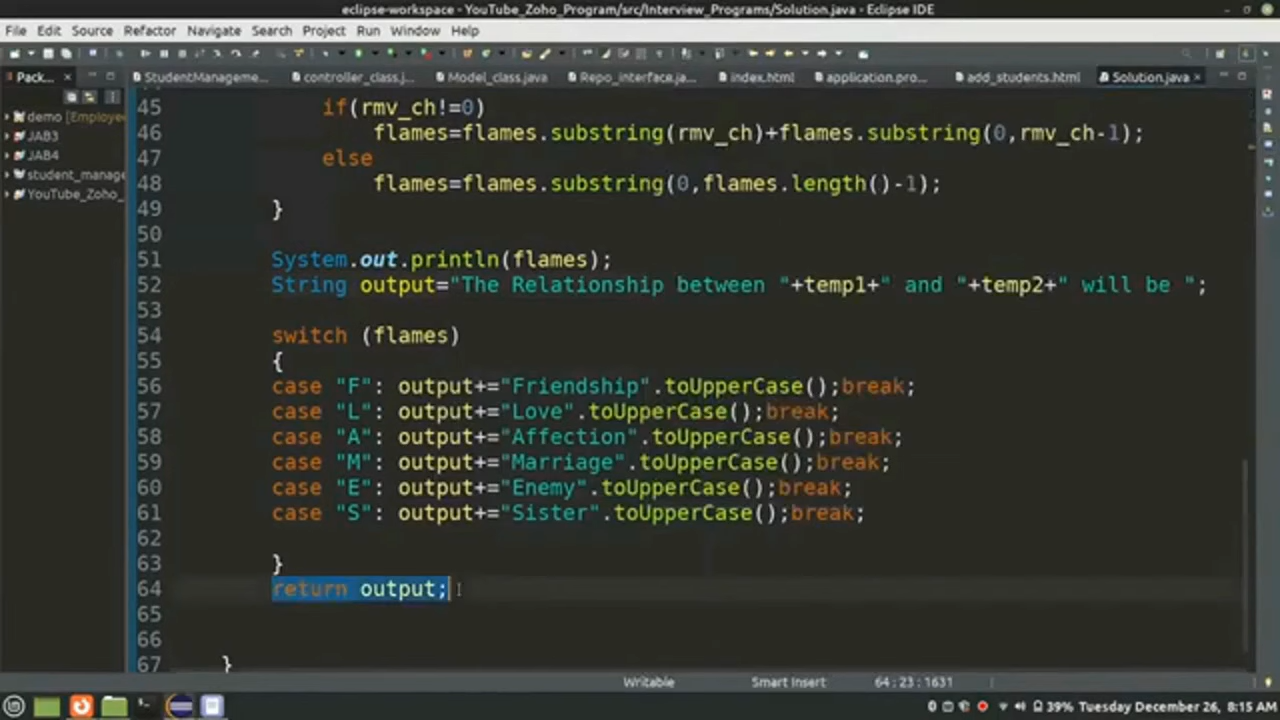 eclipse-workspace - YouTube_Zoho_Program/src/Interview_Programs/Solution.java - Eclipse IDE
File Edit Source Refactor Navigate Search Project Run Window Help
Pack... StudentManageme... controller_class.j... Model_class.java Repo_interface.ja... index.html application.pro... add_students.html Solution.java
demo [Employee
JAB3
JAB4
student_manage
YouTube_Zoho_
45 if(rmv_ch!=0)
46 flames=flames.substring(rmv_ch)+flames.substring(0,rmv_ch-1);
47 else
48 flames=flames.substring(0,flames.length()-1);
49 }
50
51 System.out.println(flames);
52 String output="The Relationship between "+temp1+" and "+temp2+" will be ";
53
54 switch (flames)
55 {
56 case "F": output+="Friendship".toUpperCase();break;
57 case "L": output+="Love".toUpperCase();break;
58 case "A": output+="Affection".toUpperCase();break;
59 case "M": output+="Marriage".toUpperCase();break;
60 case "E": output+="Enemy".toUpperCase();break;
61 case "S": output+="Sister".toUpperCase();break;
62
63 }
64 return output;
65
66
67 }
Writable Smart Insert 64 : 23 : 1631
39% Tuesday December 26, 8:15 AM